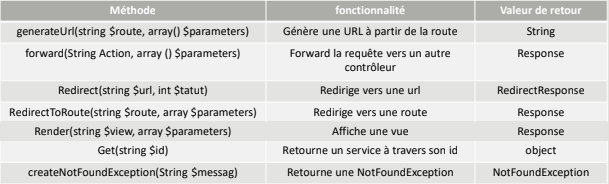 Méthode fonctionnalité Valeur de retour
generateUrl(string $route, array() $parameters) Génère une URL à partir de la route String
forward(String Action, array () $parameters) Forward la requête vers un autre Response
contrôleur
Redirect(string $url, int $tatut) Redirige vers une url RedirectResponse
RedirectToRoute(string $route, array $parameters) Redirige vers une route Response
Render(string $view, array $parameters) Affiche une vue Response
Get(string $id) Retourne un service à travers son id object
createNotFoundException(String $messag) Retourne une NotFoundException NotFoundException